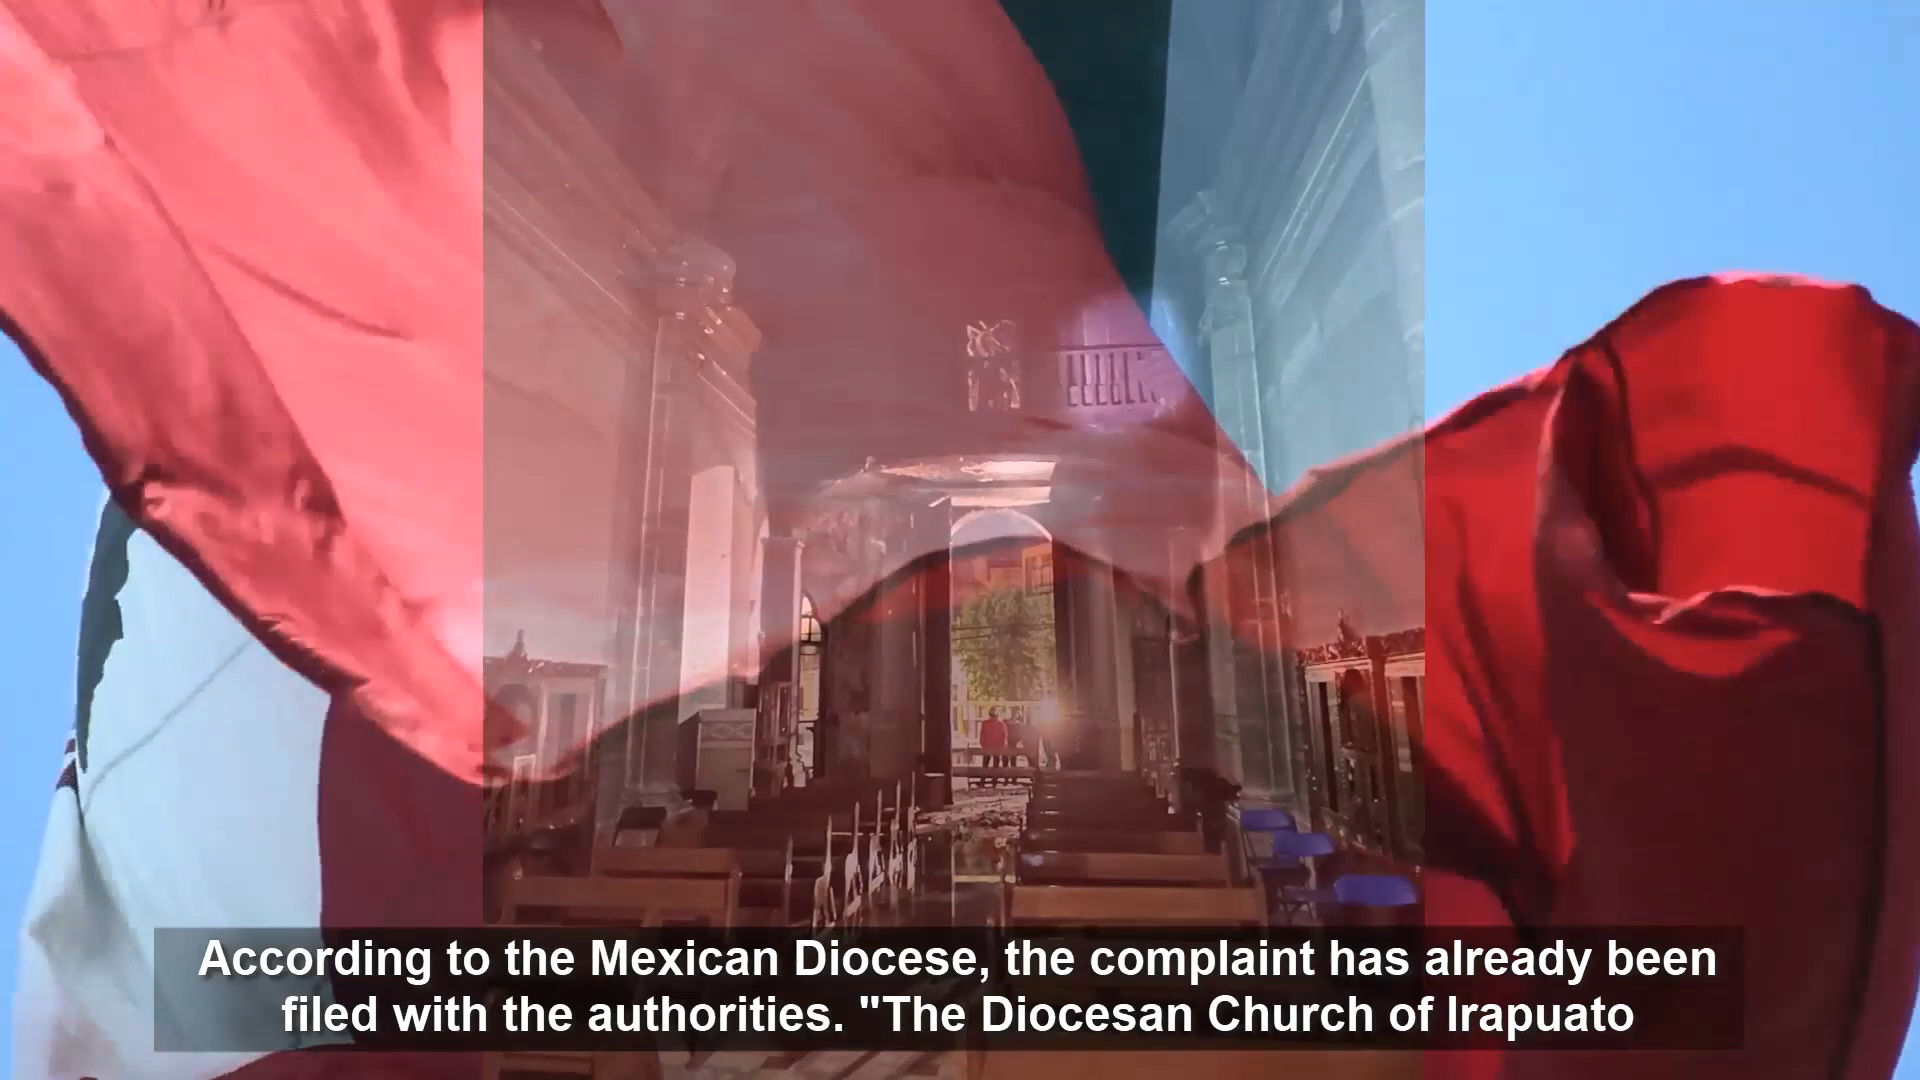 According to the Mexican Diocese, the complaint has already been
filed with the authorities. "The Diocesan Church of Irapuato